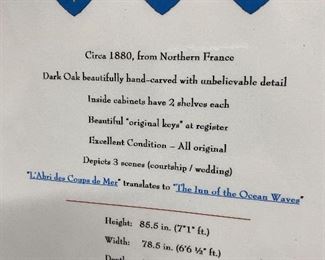 Circa 1880, from Northern France
Dark Oak beautifully hand-carved with unbelievable detail
Inside cabinets have 2 shelves each
Beautiful "original keys" at register
Excellent Condition – All original
Depicts 3 scenes (courtship / wedding)
"L'Abri des Coups de Mer" translates to "The Inn of the Ocean Waves"
Height: 85.5 in. (7'1" ft.)
Width: 78.5 in. (6'6 ½" ft.)